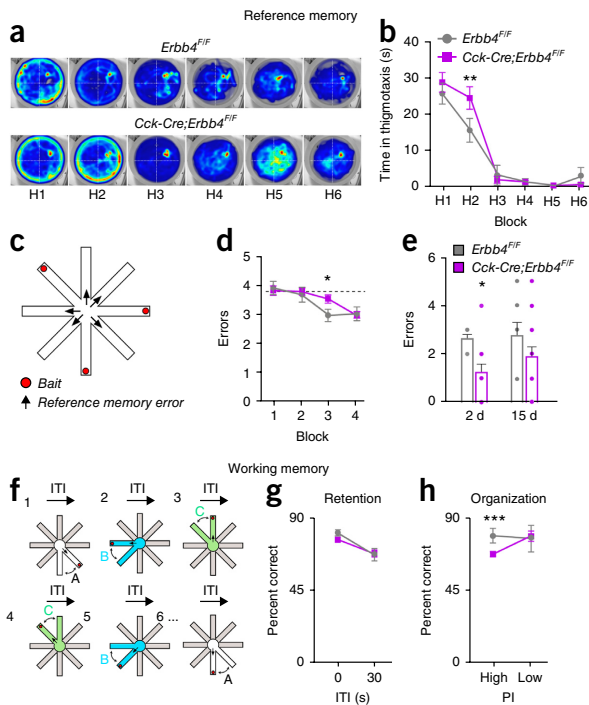 Reference memory
a
Erbb4F/F
Cck-Cre;Erbb4F/F
H1 H2 H3 H4 H5 H6
b
Erbb4F/F
Cck-Cre;Erbb4F/F
Time in thigmotaxis (s)
40
30
20
10
0
**
H1 H2 H3 H4 H5 H6
Block
c
Bait
Reference memory error
d
Errors
5
4
3
2
1
0
*
1 2 3 4
Block
e
Erbb4F/F
Cck-Cre;Erbb4F/F
Errors
6
4
2
0
*
2 d 15 d
Working memory
f
1 ITI
A
2 ITI
B
3 ITI
C
4 ITI
C
5 ITI
B
6 ... ITI
A
g
Retention
Percent correct
90
45
0
0 30
ITI (s)
h
Organization
Percent correct
90
45
0
***
High Low
PI